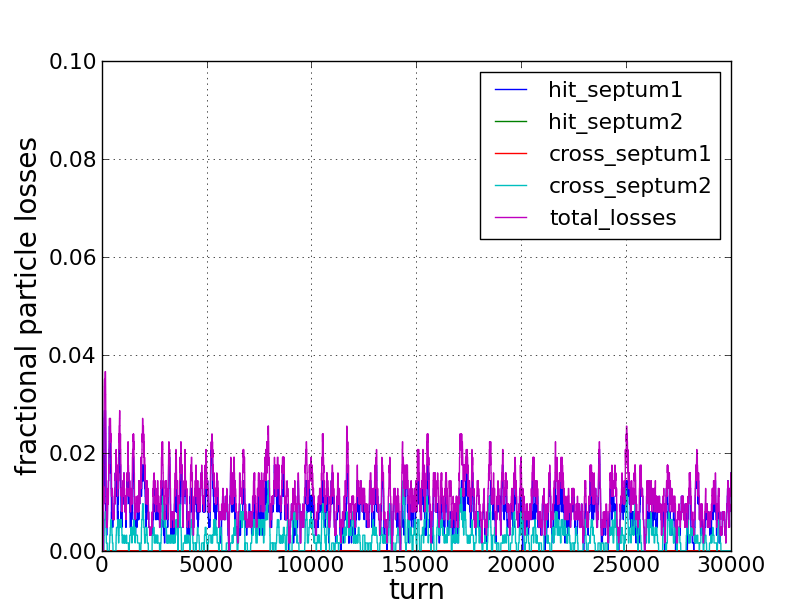 0.10
0.08
0.06
0.04
0.02
0.00
fractional particle losses
hit_septum1
hit_septum2
cross_septum1
cross_septum2
total_losses
0 5000 10000 15000 20000 25000 30000
turn